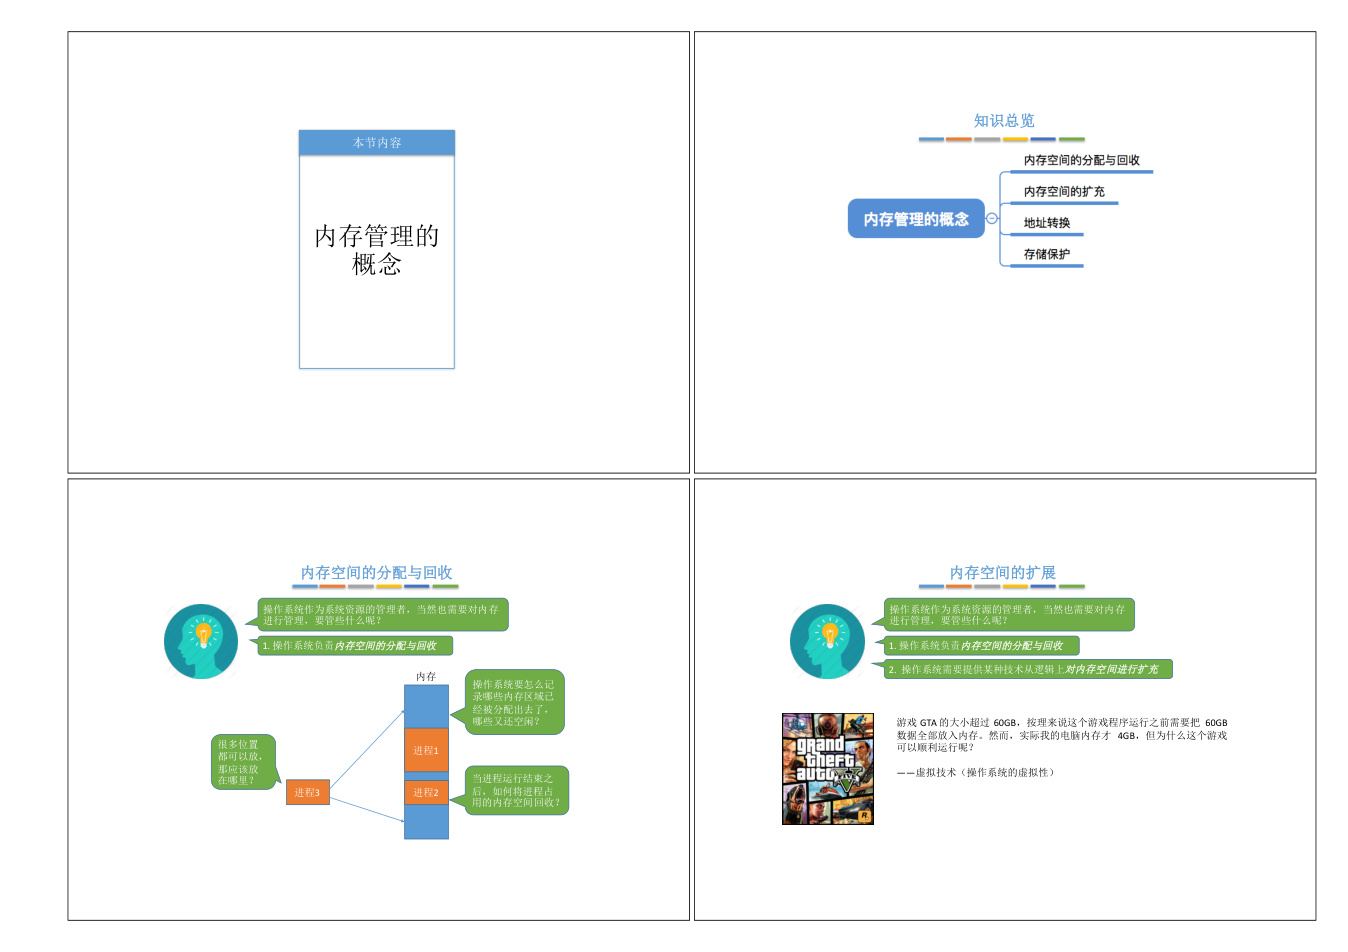 本节内容
内存管理的
概念
知识总览
内存管理的概念
内存空间的分配与回收
内存空间的扩充
地址转换
存储保护
内存空间的分配与回收
操作系统作为系统资源的管理者，当然也需要对内存
进行管理，要管些什么呢？
1. 操作系统负责内存空间的分配与回收
内存
操作系统要怎么记
录哪些内存区域已
经被分配出去了，
哪些又还空闲？
进程1
很多位置
都可以放，
那应该放
在哪里？
进程3
进程2
当进程运行结束之
后，如何将进程占
用的内存空间回收？
内存空间的扩展
操作系统作为系统资源的管理者，当然也需要对内存
进行管理，要管些什么呢？
1. 操作系统负责内存空间的分配与回收
2. 操作系统需要提供某种技术从逻辑上对内存空间进行扩充
grand
theft
auto
V
R
游戏 GTA 的大小超过 60GB，按理来说这个游戏程序运行之前需要把 60GB
数据全部放入内存。然而，实际我的电脑内存才 4GB，但为什么这个游戏
可以顺利运行呢？
——虚拟技术（操作系统的虚拟性）